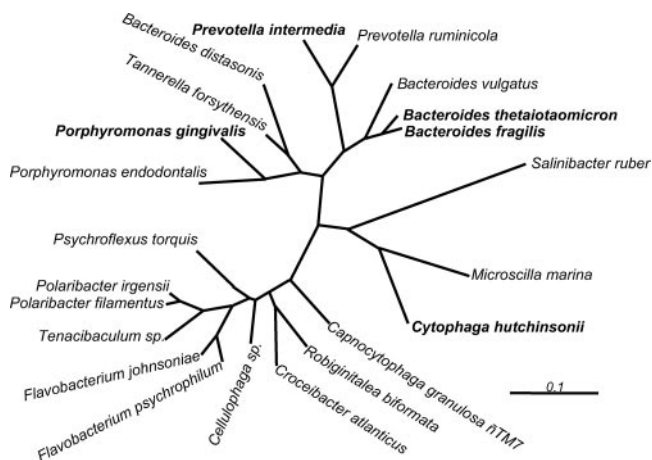 Prevotella intermedia
Prevotella ruminicola
Bacteroides distasonis
Tannerella forsythensis
Bacteroides vulgatus
Bacteroides thetaiotaomicron
Bacteroides fragilis
Porphyromonas gingivalis
Porphyromonas endodontalis
Salinibacter ruber
Psychroflexus torquis
Microscilla marina
Polaribacter irgensii
Polaribacter filamentus
Cytophaga hutchinsonii
Tenacibaculum sp.
Flavobacterium johnsoniae
Flavobacterium psychrophilum
Cellulophaga sp.
Croceibacter atlanticus
Robiginitalea biformata
Capnocytophaga granulosa ñTM7
0.1